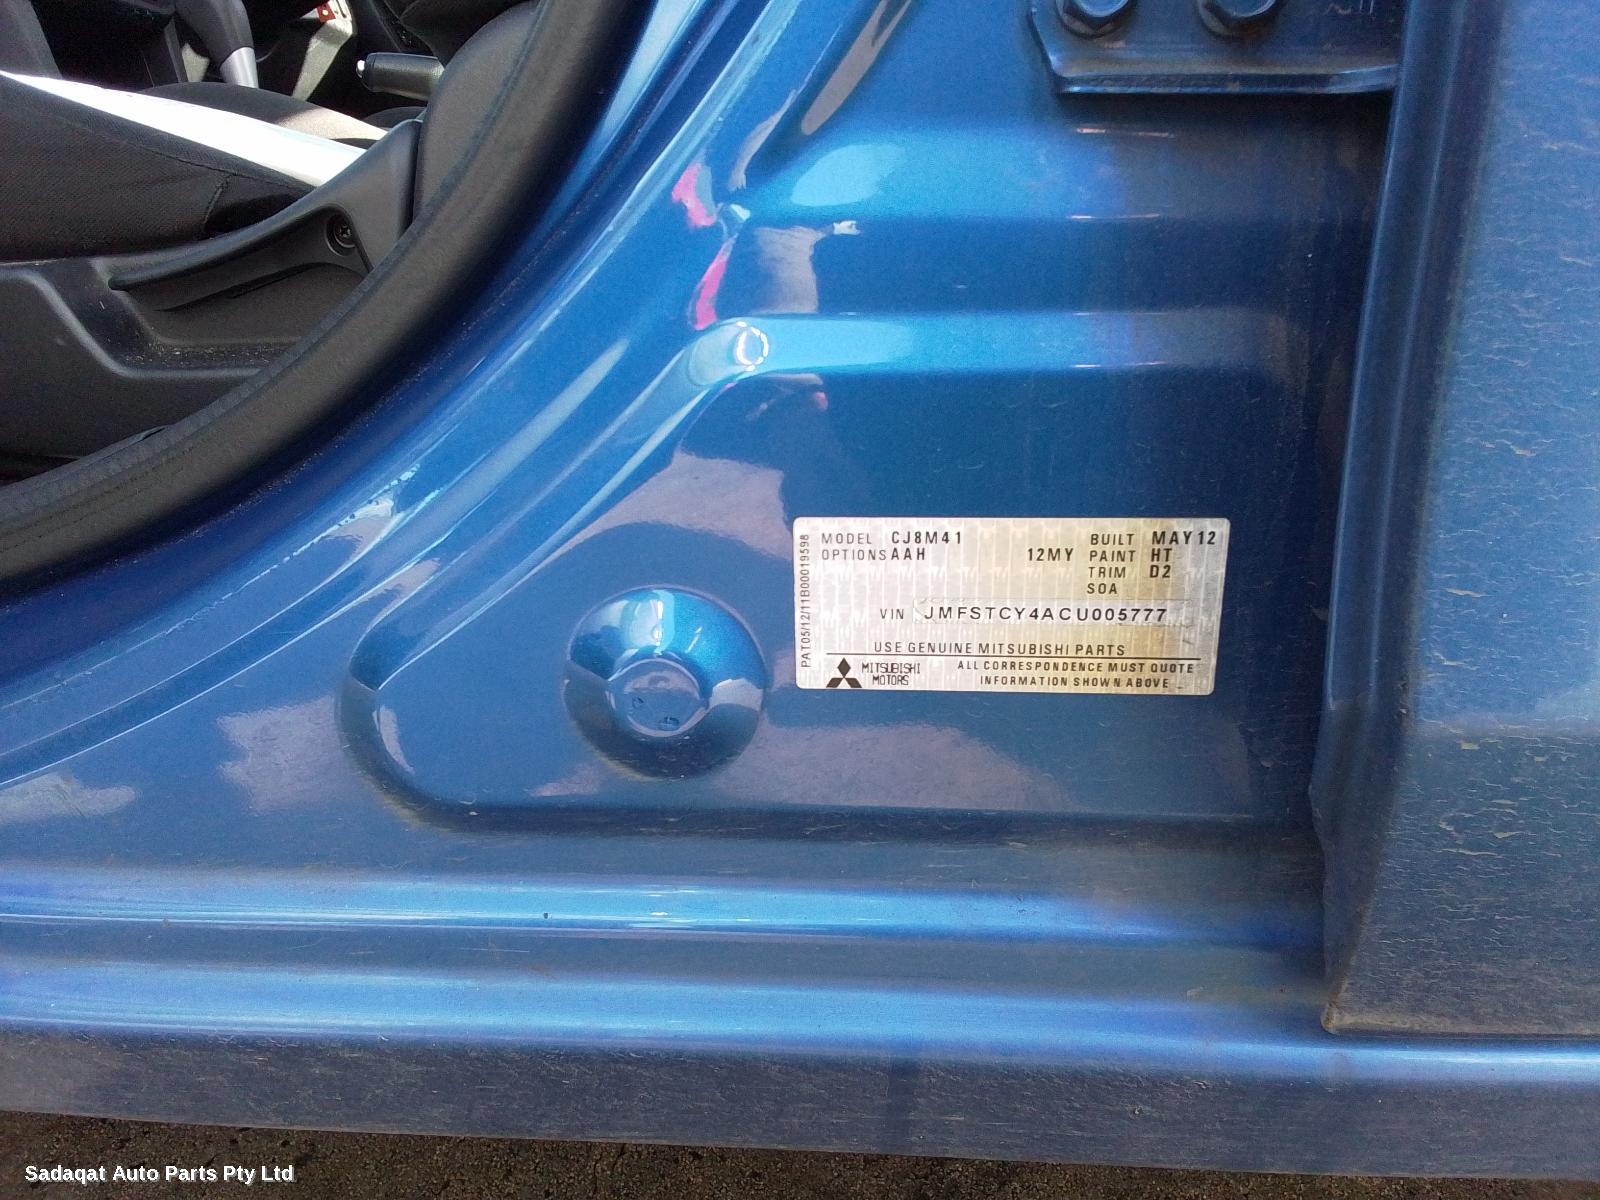 PAT05/12/11B00019598
MODEL CJ8M41 BUILT MAY12
OPTIONS AAH 12MY PAINT HT
TRIM D2
SOA
VIN JMFSTCY4ACU005777
USE GENUINE MITSUBISHI PARTS
MITSUBISHI MOTORS
ALL CORRESPONDENCE MUST QUOTE
INFORMATION SHOWN ABOVE
Sadaqat Auto Parts Pty Ltd